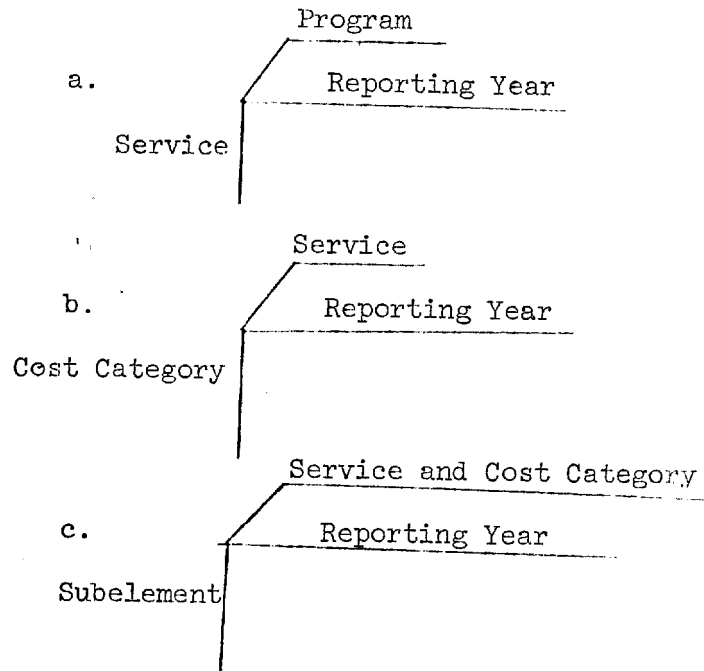 Program
a. Reporting Year
Service
Service
b. Reporting Year
Cost Category
Service and Cost Category
c. Reporting Year
Subelement